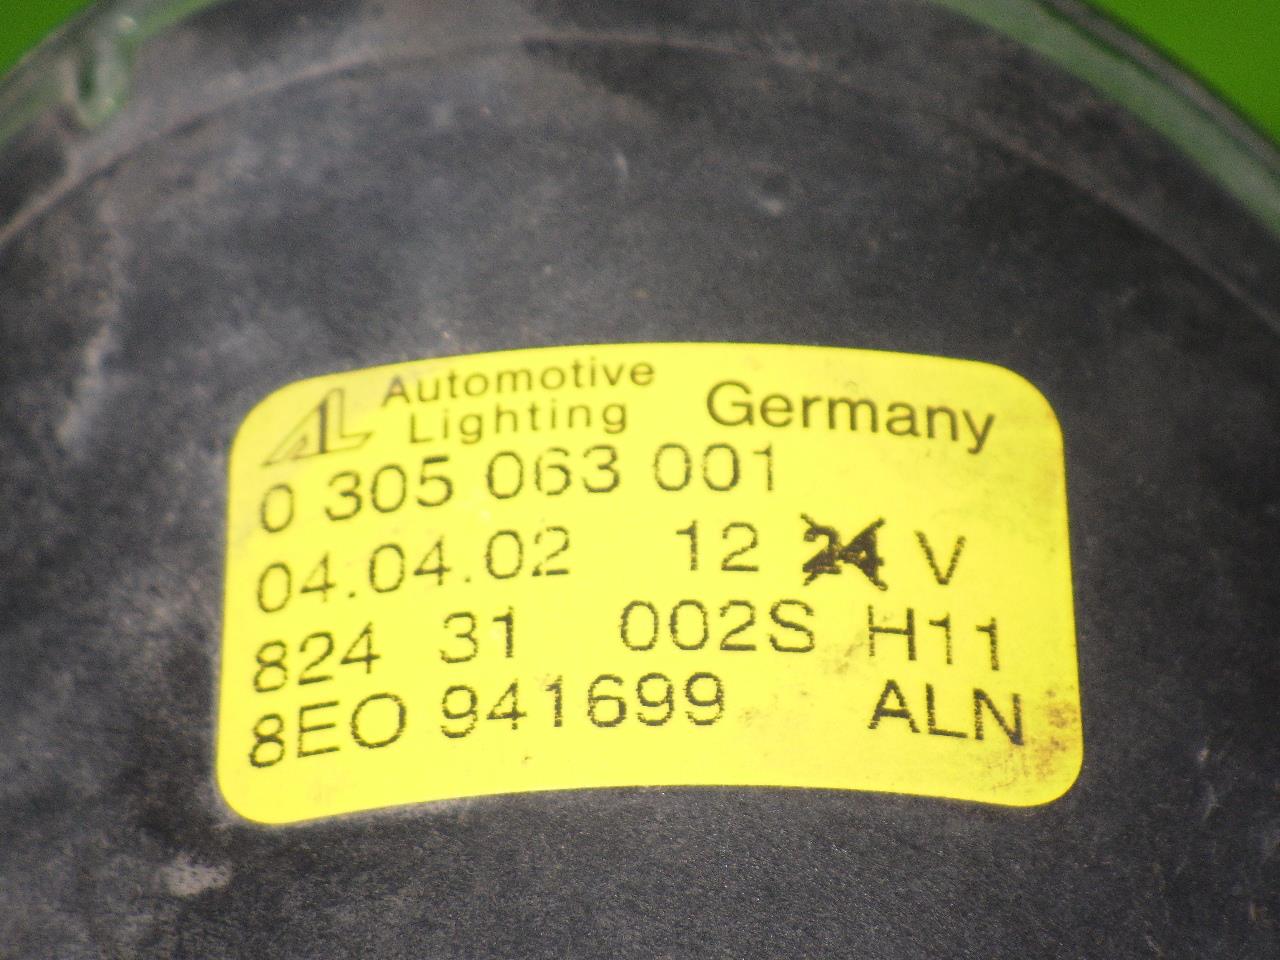 AL Automotive Lighting Germany
0 305 063 001
04.04.02 12 24 V
824 31 002S H11
8EO 941699 ALN